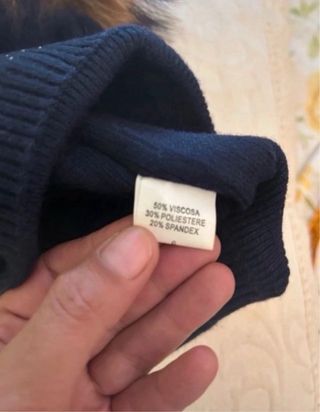 50% VISCOSA
30% POLIESTERE
20% SPANDEX